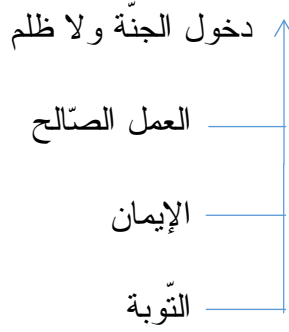 دخول الجنّة ولا ظلم
العمل الصّالح
الإيمان
التّوبة